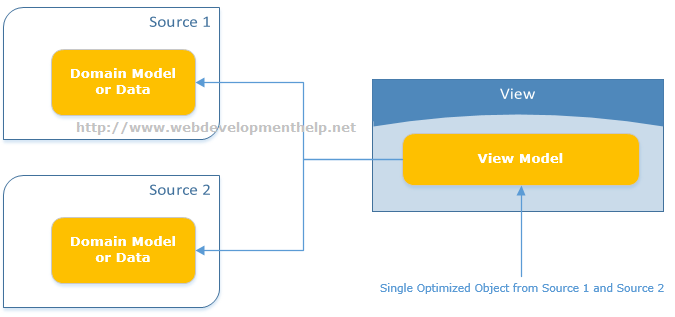 Source 1
Domain Model
or Data
http://www.webdevelopmenthelp.net
Source 2
Domain Model
or Data
View
View Model
Single Optimized Object from Source 1 and Source 2